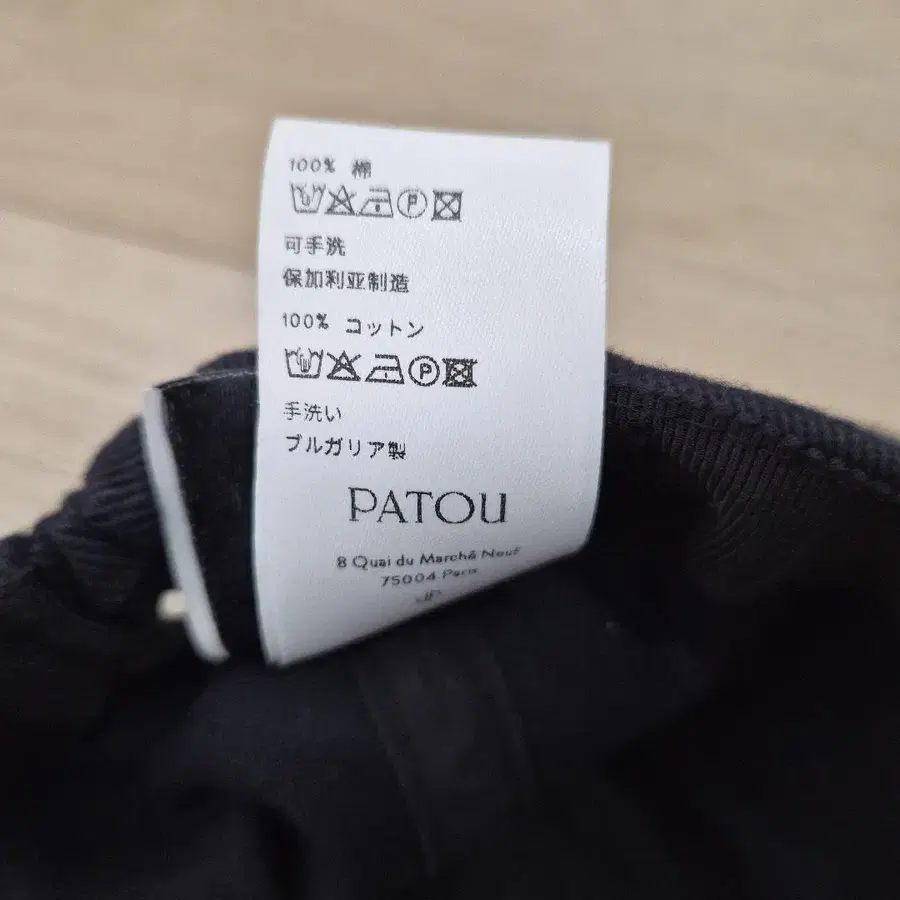 100% 棉
P
可手洗
保加利亚制造
100% コットン
P
手洗い
ブルガリア製
PATOU
8 Quai du Marché Neuf
75004 Paris